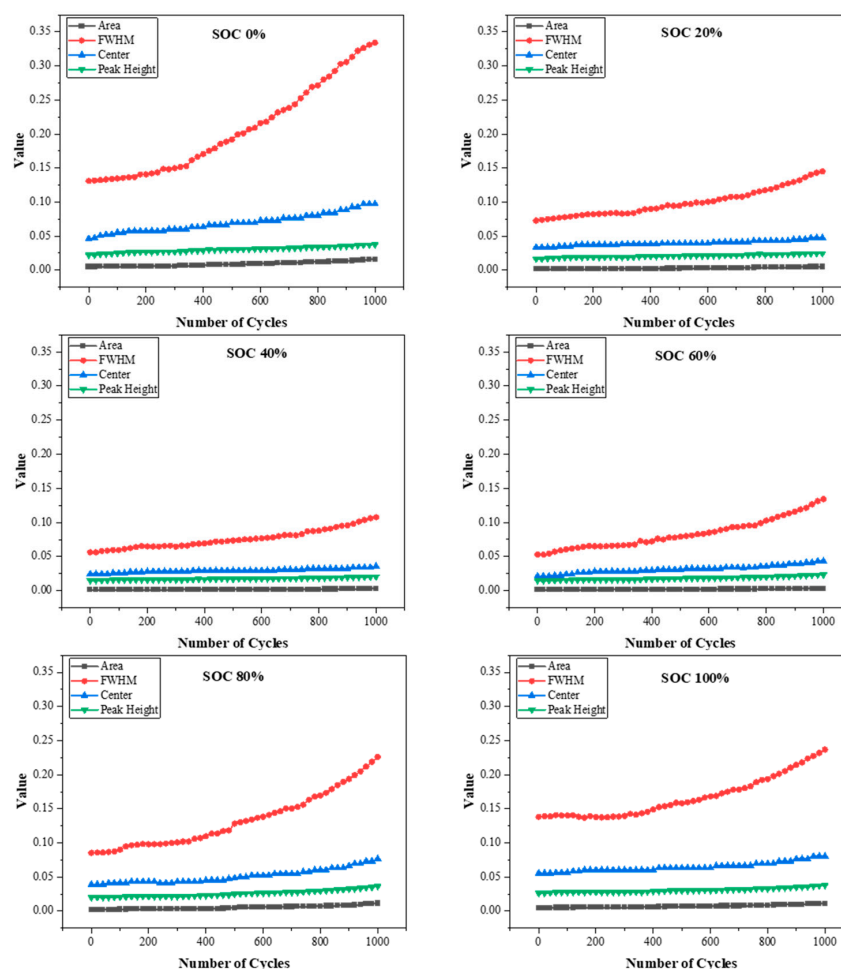 SOC 0%
Area
FWHM
Center
Peak Height
0.35
0.30
0.25
0.20
0.15
0.10
0.05
0.00
Value
0 200 400 600 800 1000
Number of Cycles
SOC 20%
Area
FWHM
Center
Peak Height
0.35
0.30
0.25
0.20
0.15
0.10
0.05
0.00
Value
0 200 400 600 800 1000
Number of Cycles
SOC 40%
Area
FWHM
Center
Peak Height
0.35
0.30
0.25
0.20
0.15
0.10
0.05
0.00
Value
0 200 400 600 800 1000
Number of Cycles
SOC 60%
Area
FWHM
Center
Peak Height
0.35
0.30
0.25
0.20
0.15
0.10
0.05
0.00
Value
0 200 400 600 800 1000
Number of Cycles
SOC 80%
Area
FWHM
Center
Peak Height
0.35
0.30
0.25
0.20
0.15
0.10
0.05
0.00
Value
0 200 400 600 800 1000
Number of Cycles
SOC 100%
Area
FWHM
Center
Peak Height
0.35
0.30
0.25
0.20
0.15
0.10
0.05
0.00
Value
0 200 400 600 800 1000
Number of Cycles